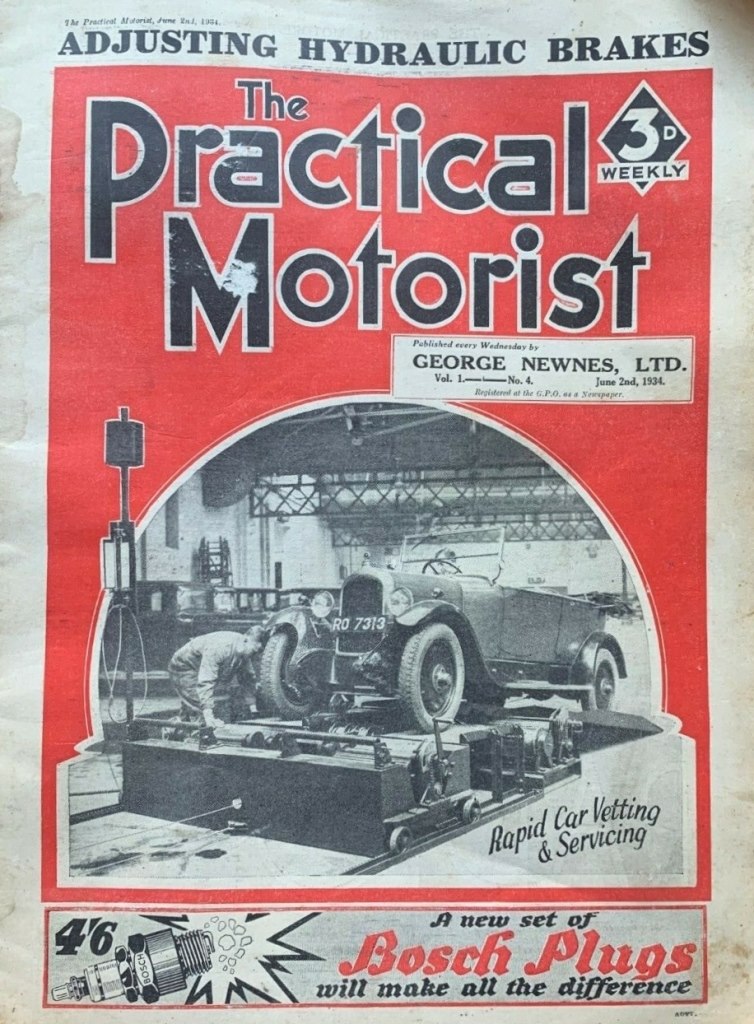 The Practical Motorist, June 2nd, 1934.
ADJUSTING HYDRAULIC BRAKES
The
Practical
Motorist
3D
WEEKLY
Published every Wednesday by
GEORGE NEWNES, LTD.
Vol. 1.——No. 4. June 2nd, 1934.
Registered at the G.P.O. as a Newspaper.
RO 7313
Rapid Car Vetting
& Servicing
4'6
BOSCH
A new set of
Bosch Plugs
will make all the difference
ADVT.